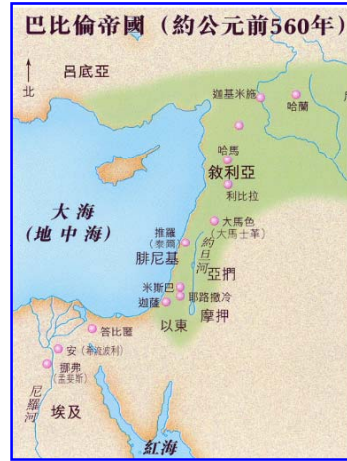 巴比倫帝國（約公元前560年）
呂底亞
北
迦基米施
哈蘭
哈馬
敘利亞
利比拉
大海
(地中海)
大馬色
(大馬士革)
推羅
(泰爾)
約旦河
腓尼基
亞捫
米斯巴
耶路撒冷
迦薩
摩押
以東
答比匿
安(希流波利)
挪弗
(孟斐斯)
尼羅河
埃及
紅海